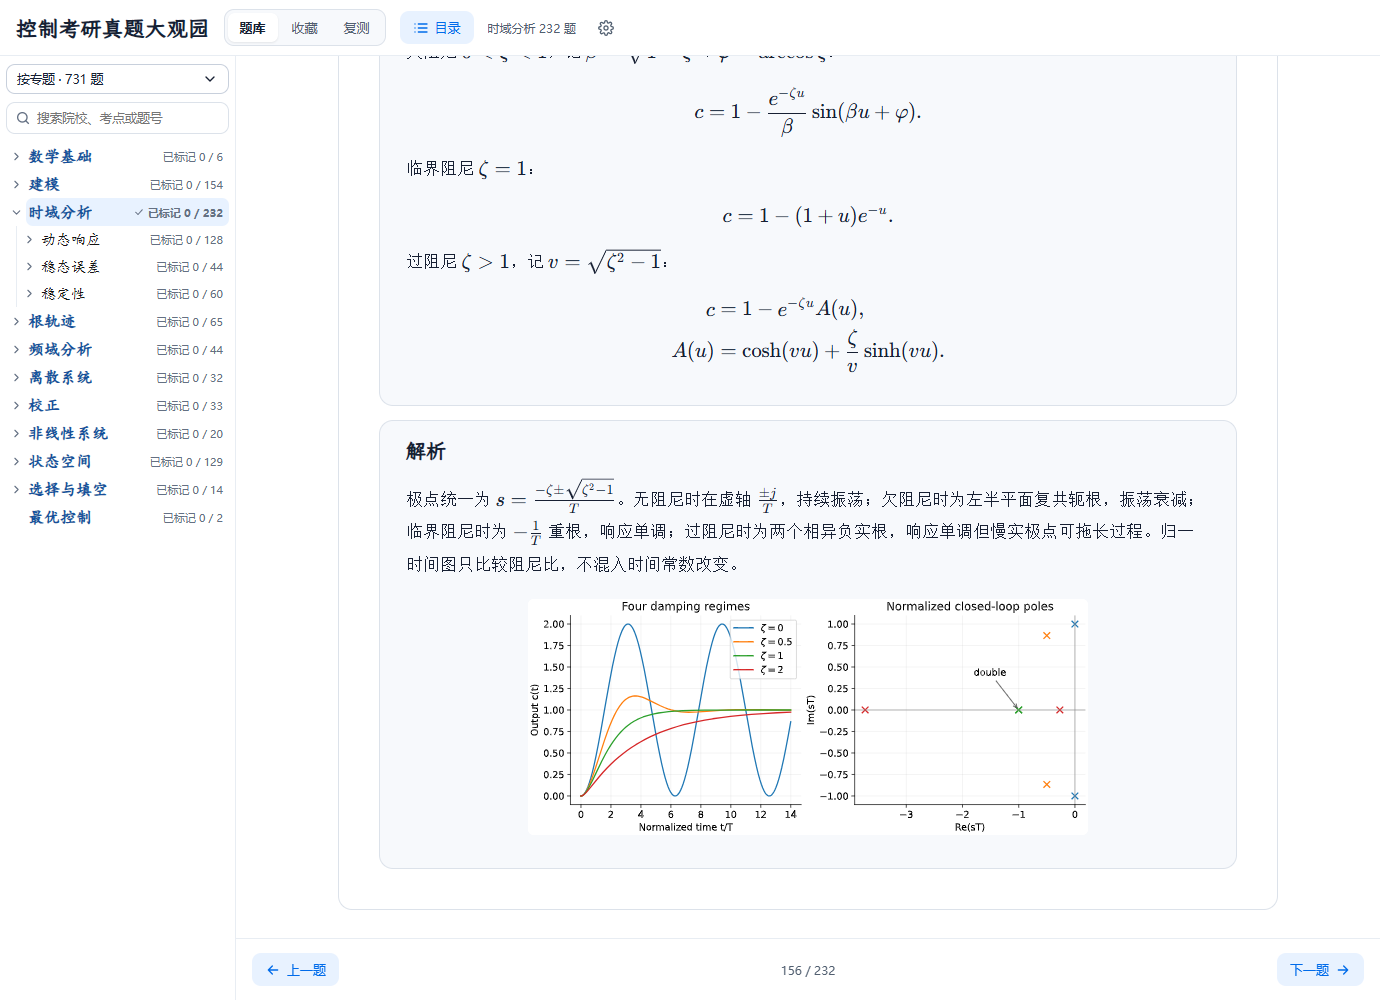 控制考研真题大观园
题库 收藏 复测
目录
时域分析 232 题
按专题 · 731 题
搜索院校、考点或题号
数学基础 已标记 0 / 6
建模 已标记 0 / 154
时域分析 ✓ 已标记 0 / 232
动态响应 已标记 0 / 128
稳态误差 已标记 0 / 44
稳定性 已标记 0 / 60
根轨迹 已标记 0 / 65
频域分析 已标记 0 / 44
离散系统 已标记 0 / 32
校正 已标记 0 / 33
非线性系统 已标记 0 / 20
状态空间 已标记 0 / 129
选择与填空 已标记 0 / 14
最优控制 已标记 0 / 2
c = 1 − \frac{e^{−ζu}}{β} sin(βu + φ).
临界阻尼 ζ = 1：
c = 1 − (1 + u)e^{−u}.
过阻尼 ζ > 1，记 v = \sqrt{ζ^2 − 1}：
c = 1 − e^{−ζu}A(u),
A(u) = cosh(vu) + \frac{ζ}{v} sinh(vu).
解析
极点统一为 s = \frac{−ζ±\sqrt{ζ^2−1}}{T}。无阻尼时在虚轴 \frac{±j}{T}，持续振荡；欠阻尼时为左半平面复共轭根，振荡衰减；
临界阻尼时为 −\frac{1}{T} 重根，响应单调；过阻尼时为两个相异负实根，响应单调但慢实极点可拖长过程。归一
时间图只比较阻尼比，不混入时间常数改变。
Four damping regimes
Output c(t)
2.00
1.75
1.50
1.25
1.00
0.75
0.50
0.25
0.00
ζ = 0
ζ = 0.5
ζ = 1
ζ = 2
0 2 4 6 8 10 12 14
Normalized time t/T
Normalized closed-loop poles
Im(sT)
1.00
0.75
0.50
0.25
0.00
−0.25
−0.50
−0.75
−1.00
double
−3 −2 −1 0
Re(sT)
上一题
156 / 232
下一题